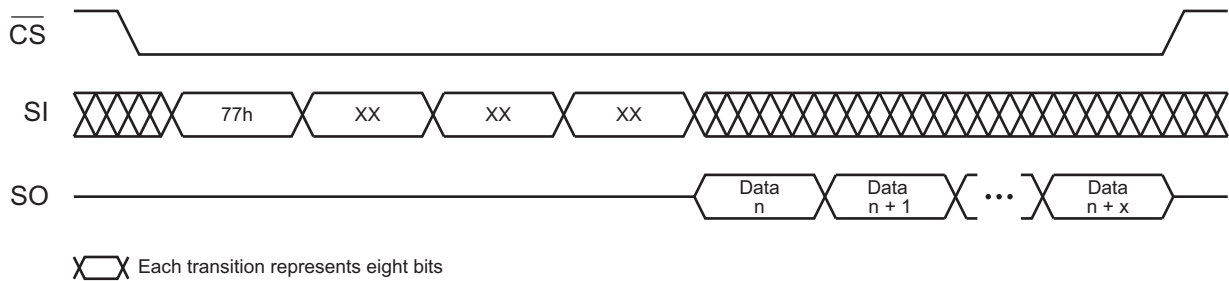 CS
SI
77h
XX
XX
XX
SO
Data
n
Data
n + 1
•••
Data
n + x
Each transition represents eight bits